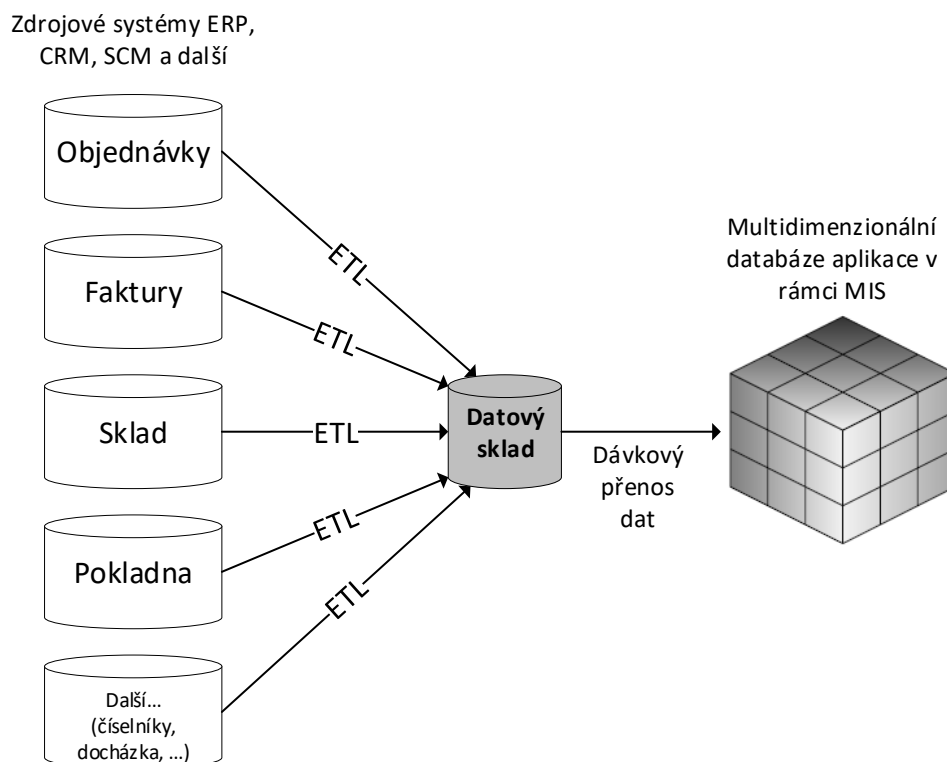 Zdrojové systémy ERP,
CRM, SCM a další
Objednávky
Faktury
Sklad
Pokladna
Další...
(číselníky,
docházka, ...)
ETL
ETL
ETL
ETL
ETL
Datový
sklad
Dávkový
přenos
dat
Multidimenzionální
databáze aplikace v
rámci MIS